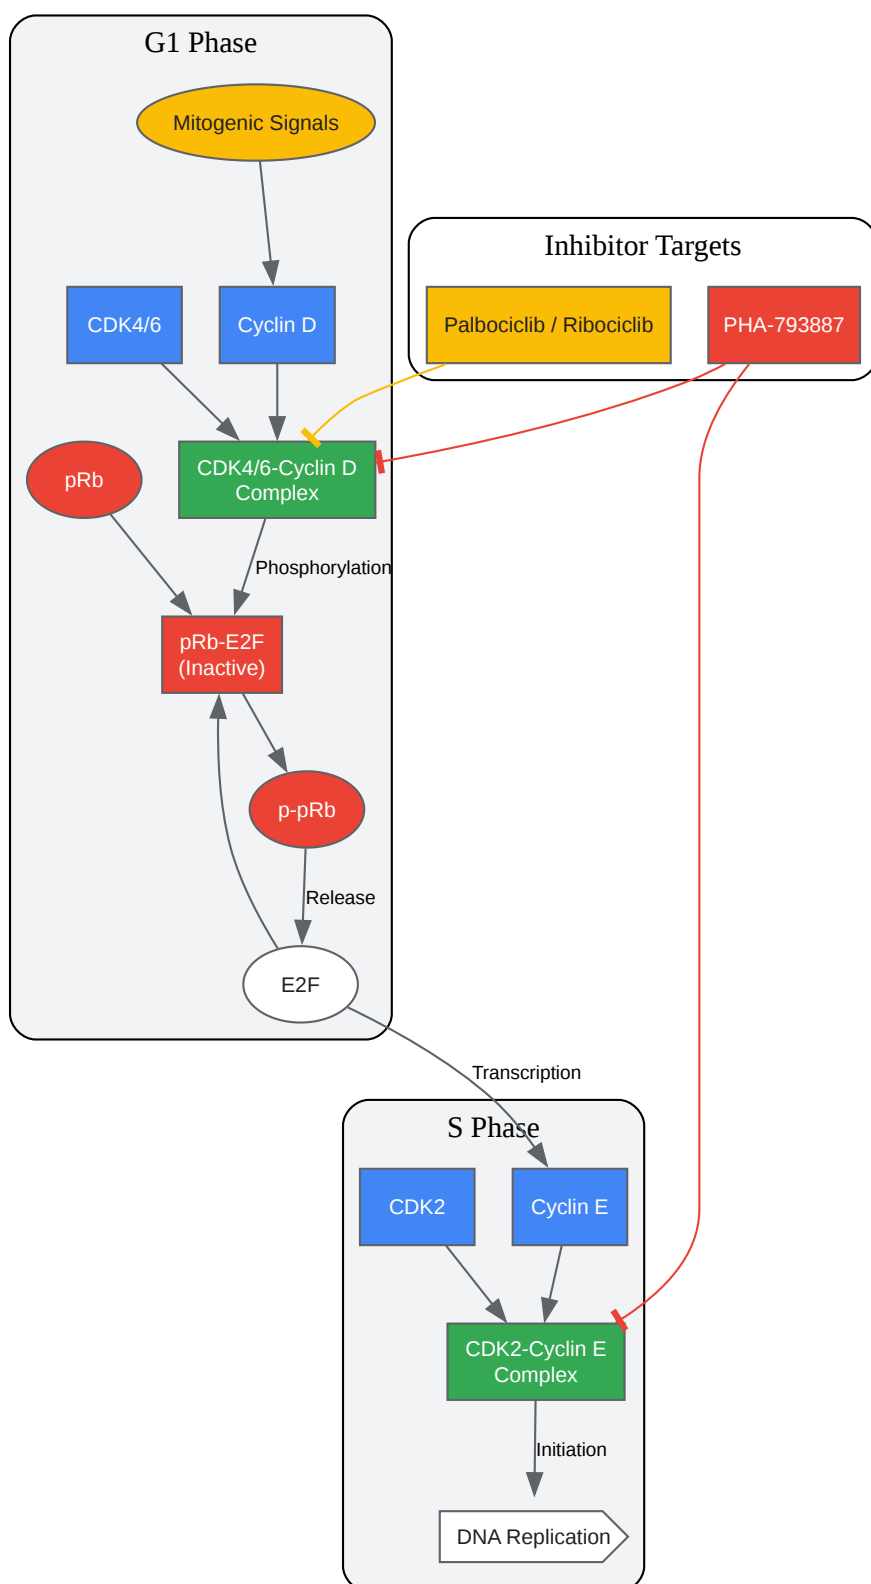 G1 Phase
Mitogenic Signals
Inhibitor Targets
CDK4/6
Cyclin D
Palbociclib / Ribociclib
PHA-793887
pRb
CDK4/6-Cyclin D
Complex
Phosphorylation
pRb-E2F
(Inactive)
p-pRb
Release
E2F
Transcription
S Phase
CDK2
Cyclin E
CDK2-Cyclin E
Complex
Initiation
DNA Replication